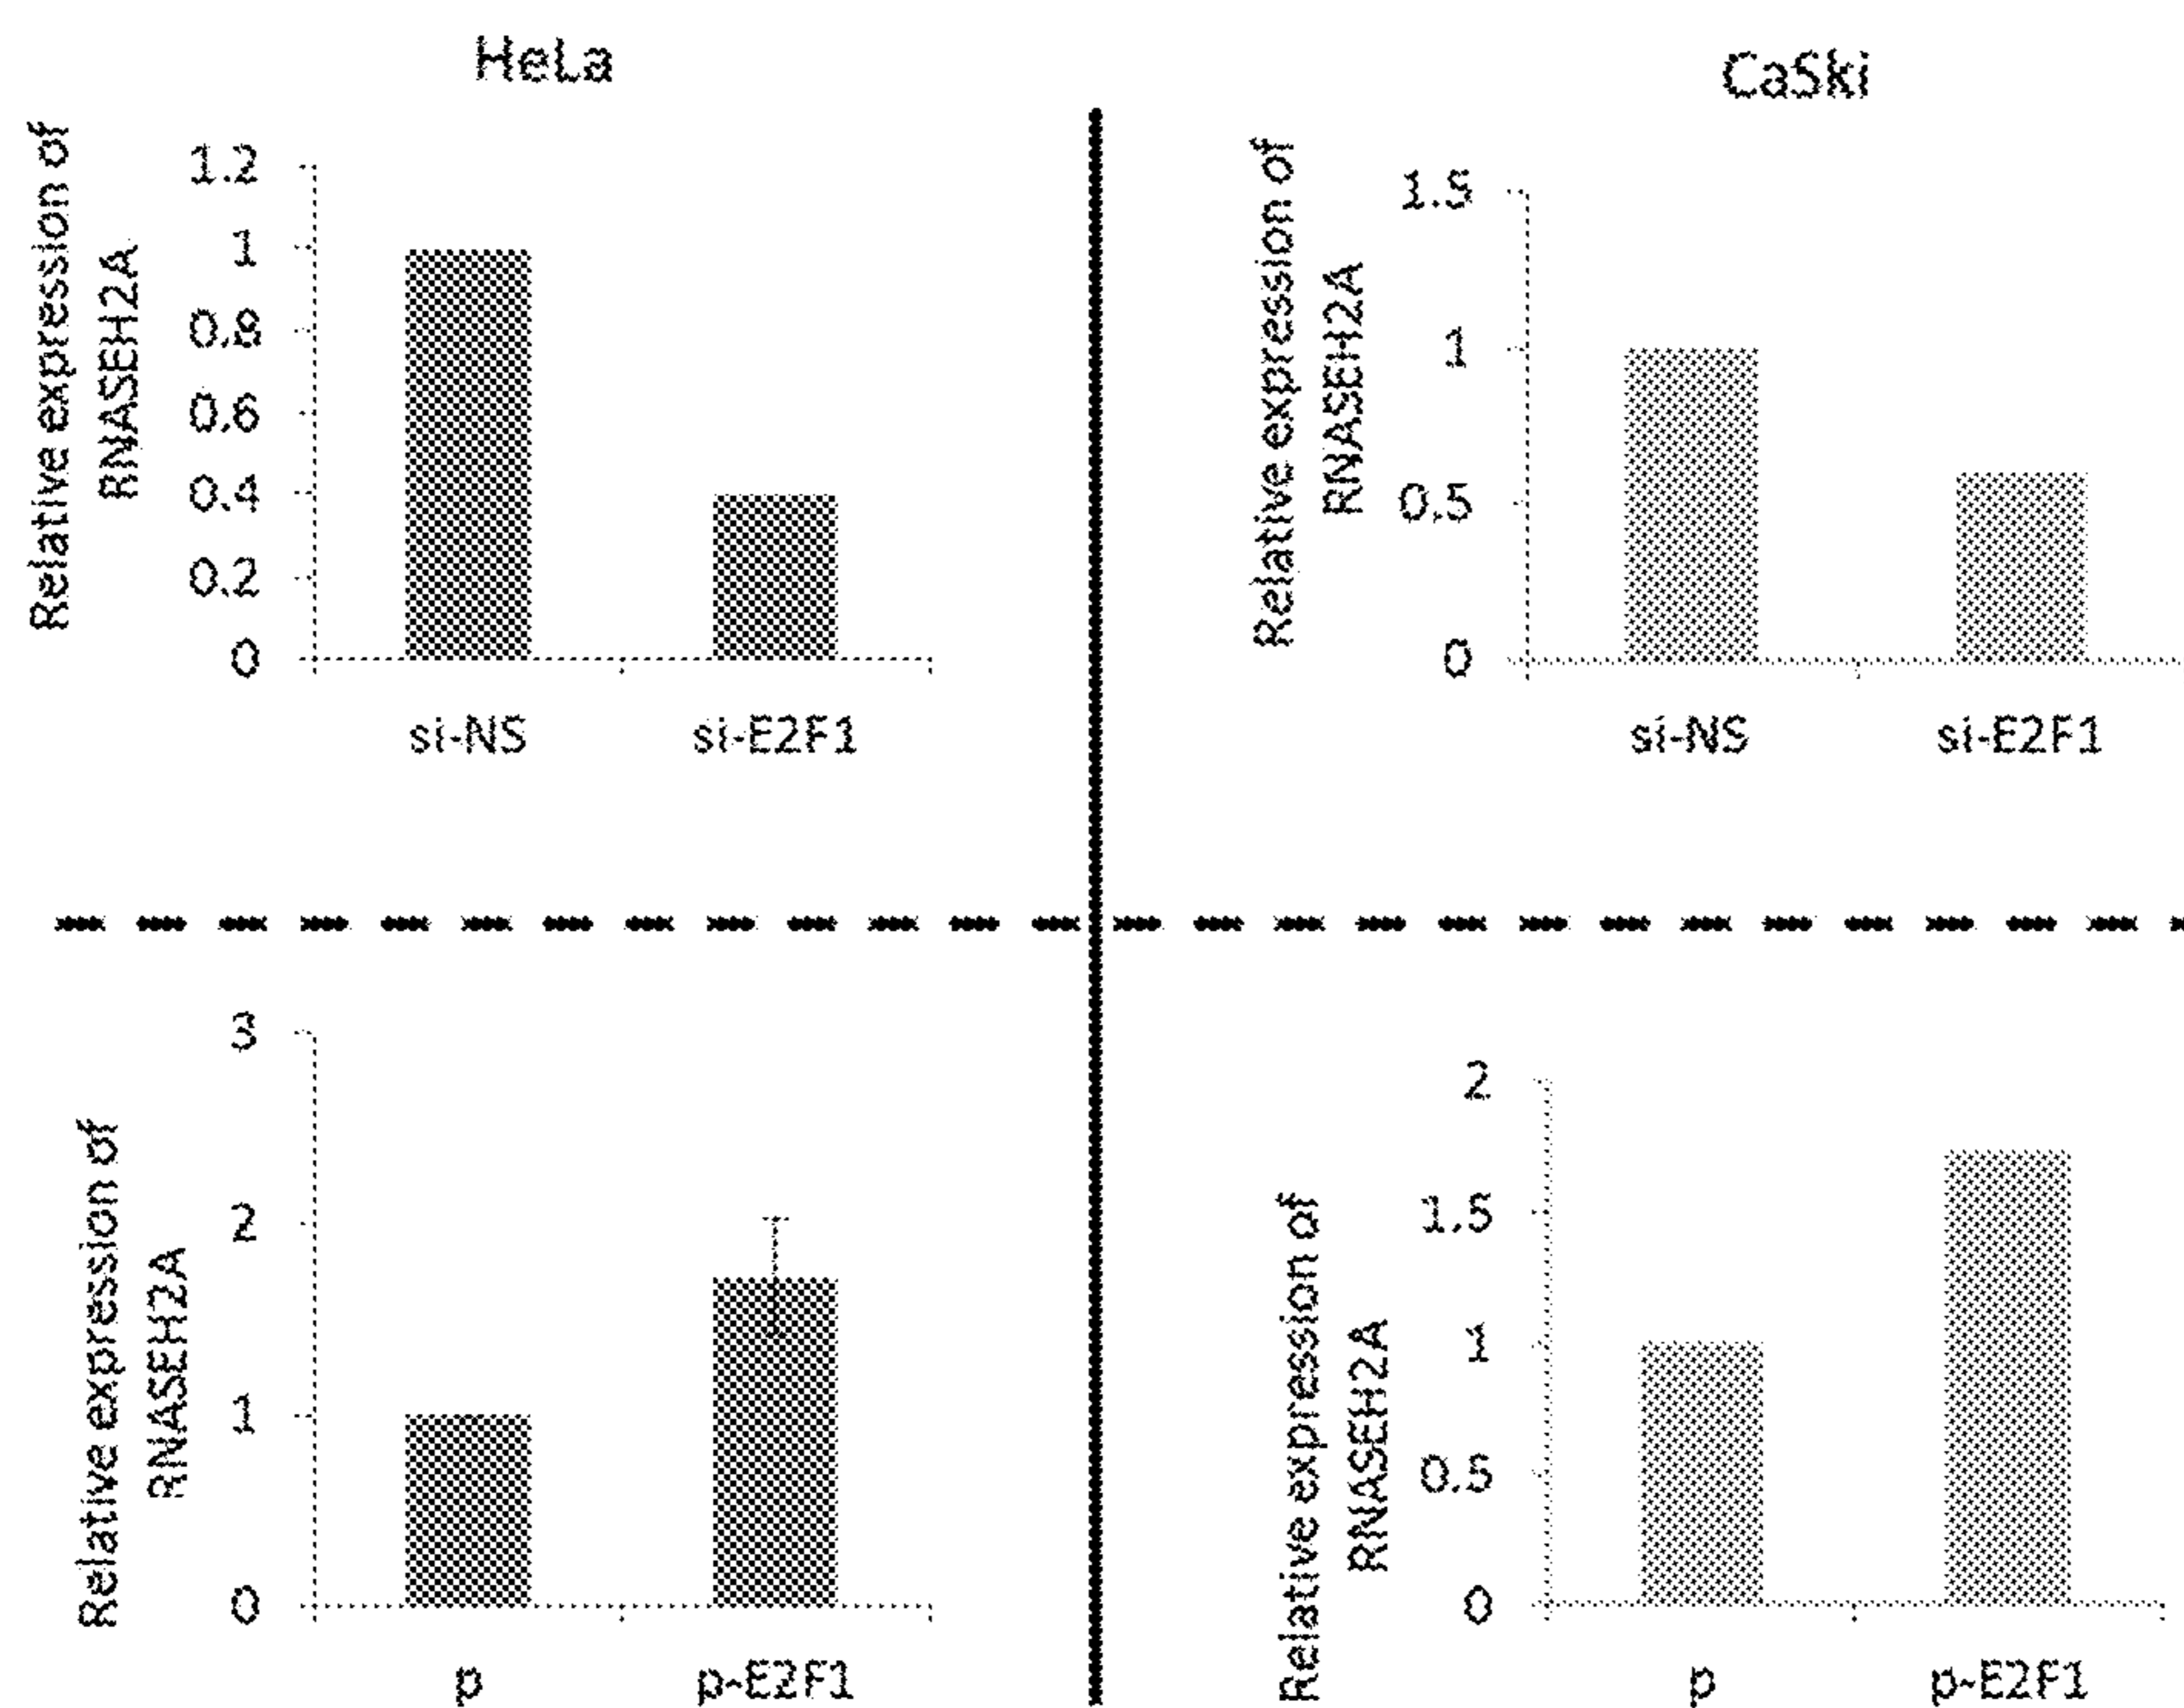 HeLa
Relative expression of
RNASEH2A
1.2
1
0.8
0.6
0.4
0.2
0
si-NS si-E2F1
CaSki
Relative expression of
RNASEH2A
1.5
1
0.5
0
si-NS si-E2F1
Relative expression of
RNASEH2A
3
2
1
0
p p-E2F1
Relative expression of
RNASEH2A
2
1.5
1
0.5
0
p p-E2F1